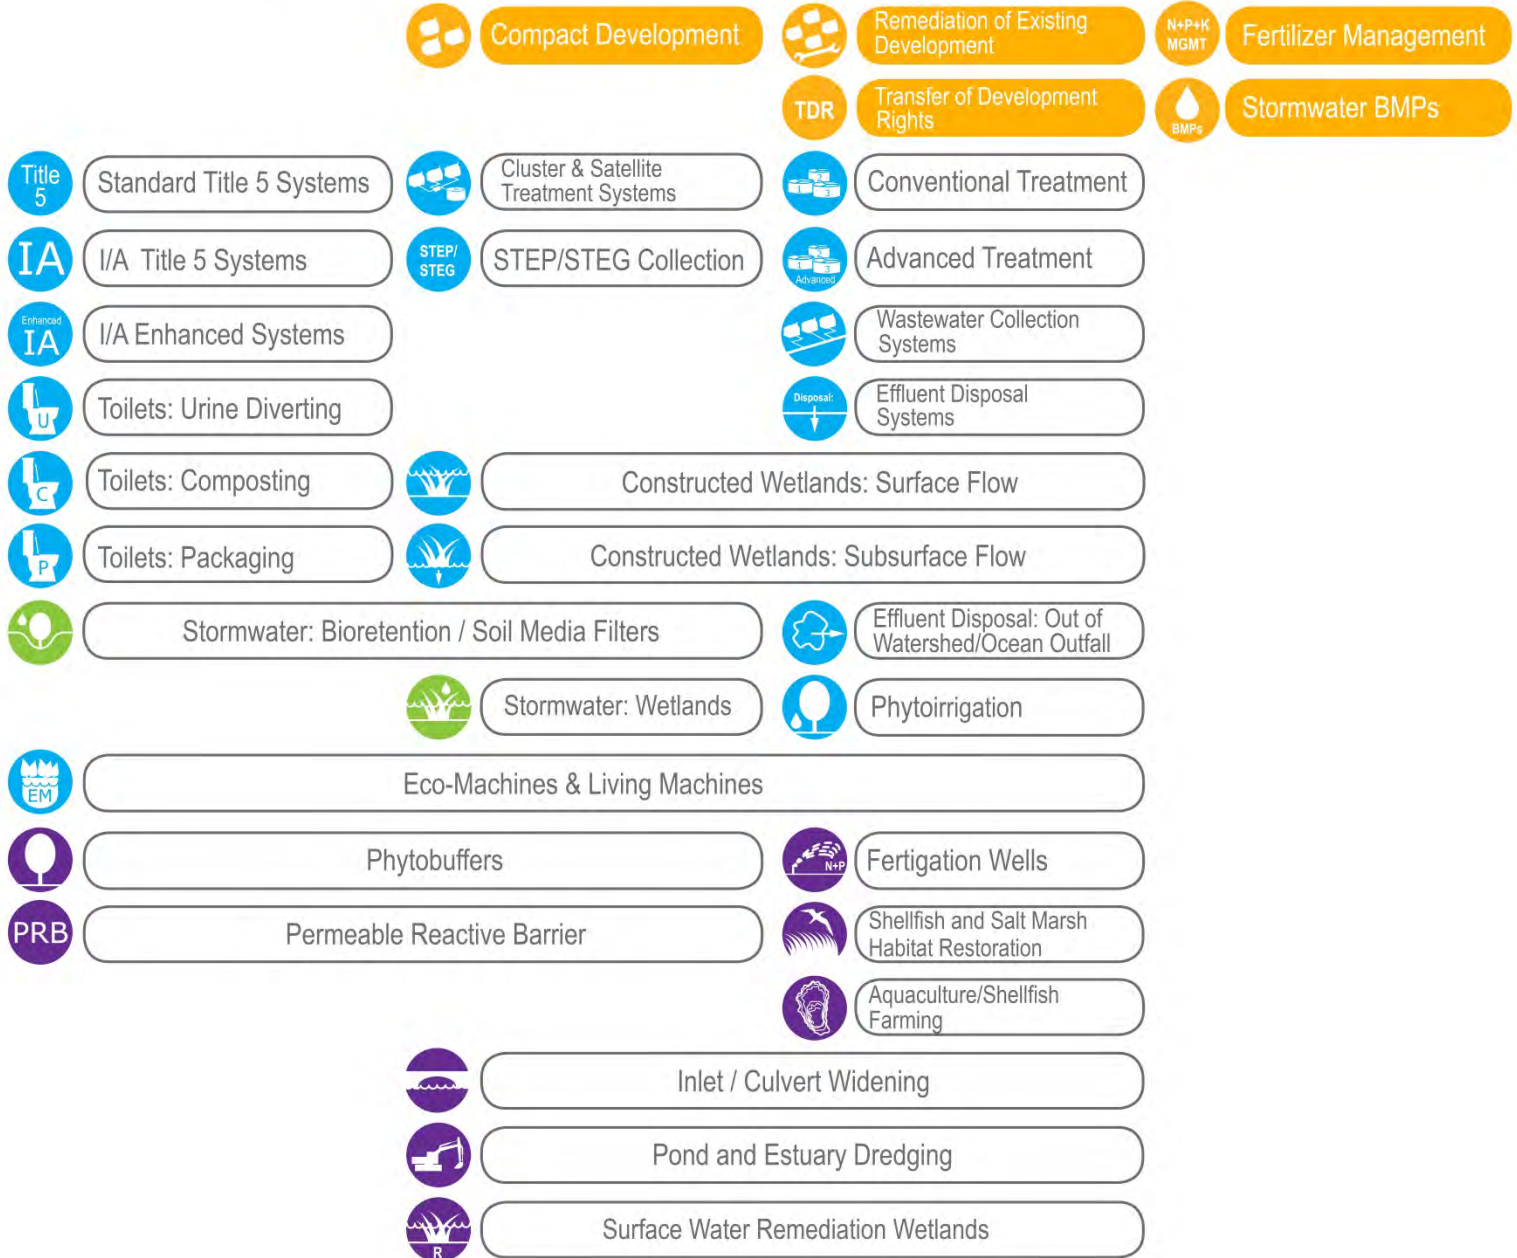 Compact Development
Remediation of Existing
Development
N+P+K
MGMT
Fertilizer Management
TDR
Transfer of Development
Rights
BMPs
Stormwater BMPs
Title
5
Standard Title 5 Systems
Cluster & Satellite
Treatment Systems
1 3
Conventional Treatment
IA
I/A Title 5 Systems
STEP/
STEG
STEP/STEG Collection
3
Advanced
Advanced Treatment
Enhanced
IA
I/A Enhanced Systems
Wastewater Collection
Systems
U
Toilets: Urine Diverting
Disposal:
Effluent Disposal
Systems
C
Toilets: Composting
Constructed Wetlands: Surface Flow
P
Toilets: Packaging
Constructed Wetlands: Subsurface Flow
Stormwater: Bioretention / Soil Media Filters
Effluent Disposal: Out of
Watershed/Ocean Outfall
Stormwater: Wetlands
Phytoirrigation
EM
Eco-Machines & Living Machines
Phytobuffers
N+P
Fertigation Wells
PRB
Permeable Reactive Barrier
Shellfish and Salt Marsh
Habitat Restoration
Aquaculture/Shellfish
Farming
Inlet / Culvert Widening
Pond and Estuary Dredging
R
Surface Water Remediation Wetlands